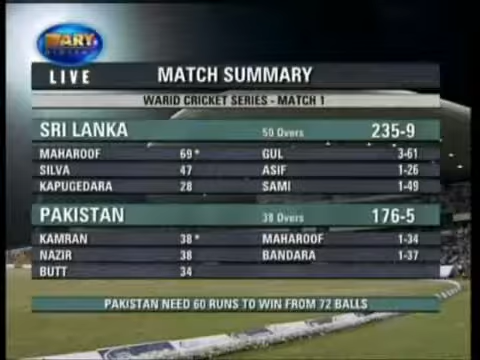 ARY
DIGITAL
LIVE
MATCH SUMMARY
WARID CRICKET SERIES - MATCH 1
SRI LANKA 50 Overs 235-9
MAHAROOF 69* GUL 3-61
SILVA 47 ASIF 1-26
KAPUGEDARA 28 SAMI 1-49
PAKISTAN 38 Overs 176-5
KAMRAN 38* MAHAROOF 1-34
NAZIR 38 BANDARA 1-37
BUTT 34
PAKISTAN NEED 60 RUNS TO WIN FROM 72 BALLS